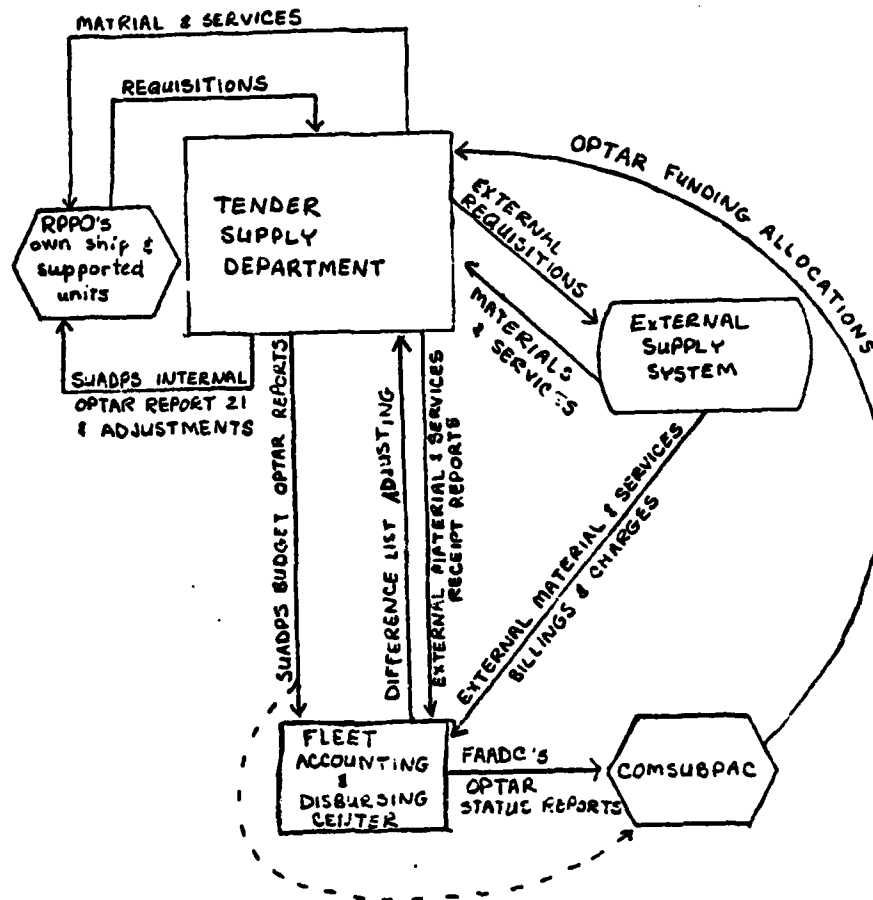 MATRIAL & SERVICES
REQUISITIONS
RPPO's
own ship &
supported
units
TENDER
SUPPLY
DEPARTMENT
OPTAR FUNDING ALLOCATIONS
EXTERNAL
REQUISITIONS
MATERIALS
& SERVICES
EXTERNAL
SUPPLY
SYSTEM
SUADPS INTERNAL
OPTAR REPORT 21
& ADJUSTMENTS
SUADPS BUDGET OPTAR REPORTS
DIFFERENCE LIST ADJUSTING
EXTERNAL MATERIAL & SERVICES
RECEIPT REPORTS
EXTERNAL MATERIAL & SERVICES
BILLINGS & CHARGES
FLEET
ACCOUNTING
&
DISBURSING
CENTER
FAADC's
OPTAR
STATUS REPORTS
COMSUBPAC